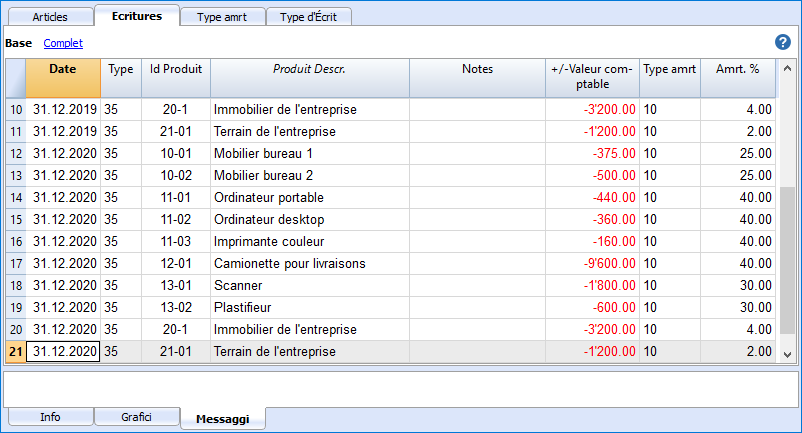 Articles Ecritures Type amrt Type d'Écrit
Base Complet ?
Date Type Id Produit Produit Descr. Notes +/-Valeur com- Type amrt Amrt. %
ptable
10 31.12.2019 35 20-1 Immobilier de l'entreprise -3'200.00 10 4.00
11 31.12.2019 35 21-01 Terrain de l'entreprise -1'200.00 10 2.00
12 31.12.2020 35 10-01 Mobilier bureau 1 -375.00 10 25.00
13 31.12.2020 35 10-02 Mobilier bureau 2 -500.00 10 25.00
14 31.12.2020 35 11-01 Ordinateur portable -440.00 10 40.00
15 31.12.2020 35 11-02 Ordinateur desktop -360.00 10 40.00
16 31.12.2020 35 11-03 Imprimante couleur -160.00 10 40.00
17 31.12.2020 35 12-01 Camionette pour livraisons -9'600.00 10 40.00
18 31.12.2020 35 13-01 Scanner -1'800.00 10 30.00
19 31.12.2020 35 13-02 Plastifieur -600.00 10 30.00
20 31.12.2020 35 20-1 Immobilier de l'entreprise -3'200.00 10 4.00
21 31.12.2020 35 21-01 Terrain de l'entreprise -1'200.00 10 2.00
Info Grafici Messaggi